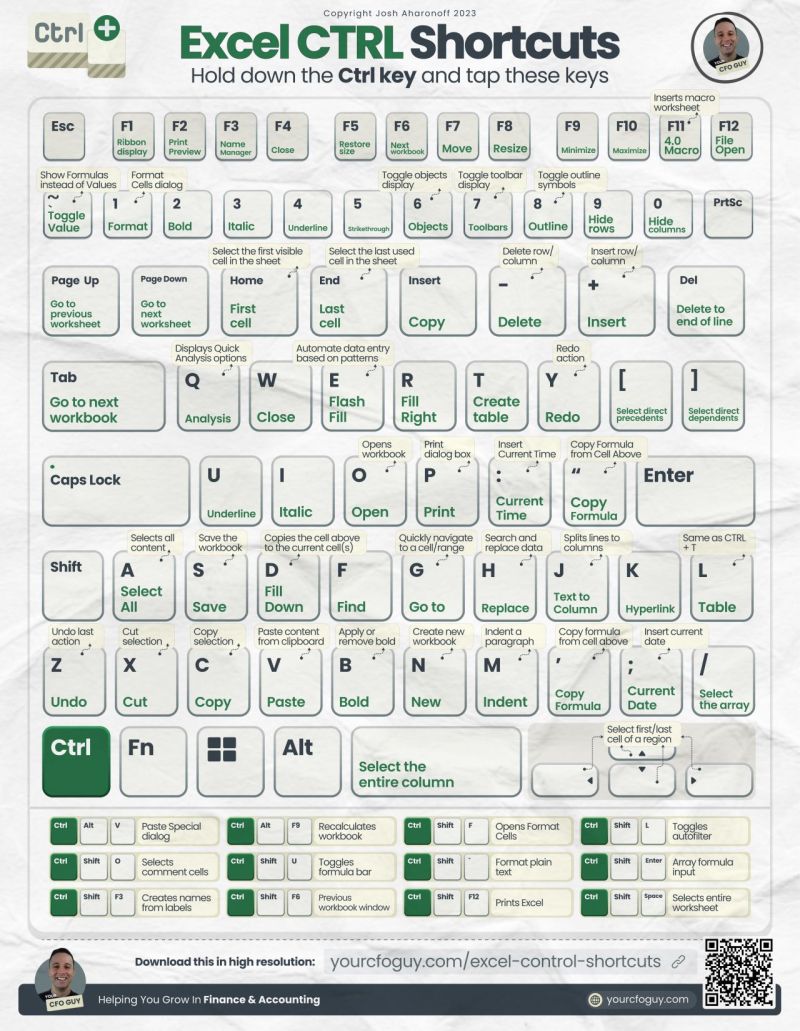 Copyright Josh Aharonoff 2023
Ctrl +
Excel CTRL Shortcuts
Hold down the Ctrl key and tap these keys
YOUR
CFO GUY
Inserts macro
worksheet
Esc
F1
Ribbon
display
F2
Print
Preview
F3
Name
Manager
F4
Close
F5
Restore
size
F6
Next
workbook
F7
Move
F8
Resize
F9
Minimize
F10
Maximize
F11
4.0
Macro
F12
File
Open
Show Formulas
instead of Values
Format
Cells dialog
Toggle objects
display
Toggle toolbar
display
Toggle outline
symbols
~
Toggle
Value
1
Format
2
Bold
3
Italic
4
Underline
5
Strikethrough
6
Objects
7
Toolbars
8
Outline
9
Hide
rows
0
Hide
columns
PrtSc
Select the first visible
cell in the sheet
Select the last used
cell in the sheet
Delete row/
column
Insert row/
column
Page Up
Go to
previous
worksheet
Page Down
Go to
next
worksheet
Home
First
cell
End
Last
cell
Insert
Copy
-
Delete
+
Insert
Del
Delete to
end of line
Displays Quick
Analysis options
Automate data entry
based on patterns
Redo
action
Tab
Go to next
workbook
Q
Analysis
W
Close
E
Flash
Fill
R
Fill
Right
T
Create
table
Y
Redo
[
Select direct
precedents
]
Select direct
dependents
Opens
workbook
Print
dialog box
Insert
Current Time
Copy Formula
from Cell Above
Caps Lock
U
Underline
I
Italic
O
Open
P
Print
:
Current
Time
“
Copy
Formula
Enter
Selects all
content
Save the
workbook
Copies the cell above
to the current cell(s)
Quickly navigate
to a cell/range
Search and
replace data
Splits lines to
columns
Same as CTRL
+ T
Shift
A
Select
All
S
Save
D
Fill
Down
F
Find
G
Go to
H
Replace
J
Text to
Column
K
Hyperlink
L
Table
Undo last
action
Cut
selection
Copy
selection
Paste content
from clipboard
Apply or
remove bold
Create new
workbook
Indent a
paragraph
Copy formula
from cell above
Insert current
date
Z
Undo
X
Cut
C
Copy
V
Paste
B
Bold
N
New
M
Indent
’
Copy
Formula
;
Current
Date
/
Select
the array
Ctrl
Fn
Alt
Select the
entire column
Select first/last
cell of a region
Ctrl Alt V Paste Special
dialog
Ctrl Alt F9 Recalculates
workbook
Ctrl Shift F Opens Format
Cells
Ctrl Shift L Toggles
autofilter
Ctrl Shift O Selects
comment cells
Ctrl Shift U Toggles
formula bar
Ctrl Shift ~ Format plain
text
Ctrl Shift Enter Array formula
input
Ctrl Shift F3 Creates names
from labels
Ctrl Shift F6 Previous
workbook window
Ctrl Shift F12 Prints Excel
Ctrl Shift Space Selects entire
worksheet
Download this in high resolution: yourcfoguy.com/excel-control-shortcuts
YOUR
CFO GUY
Helping You Grow In Finance & Accounting
yourcfoguy.com